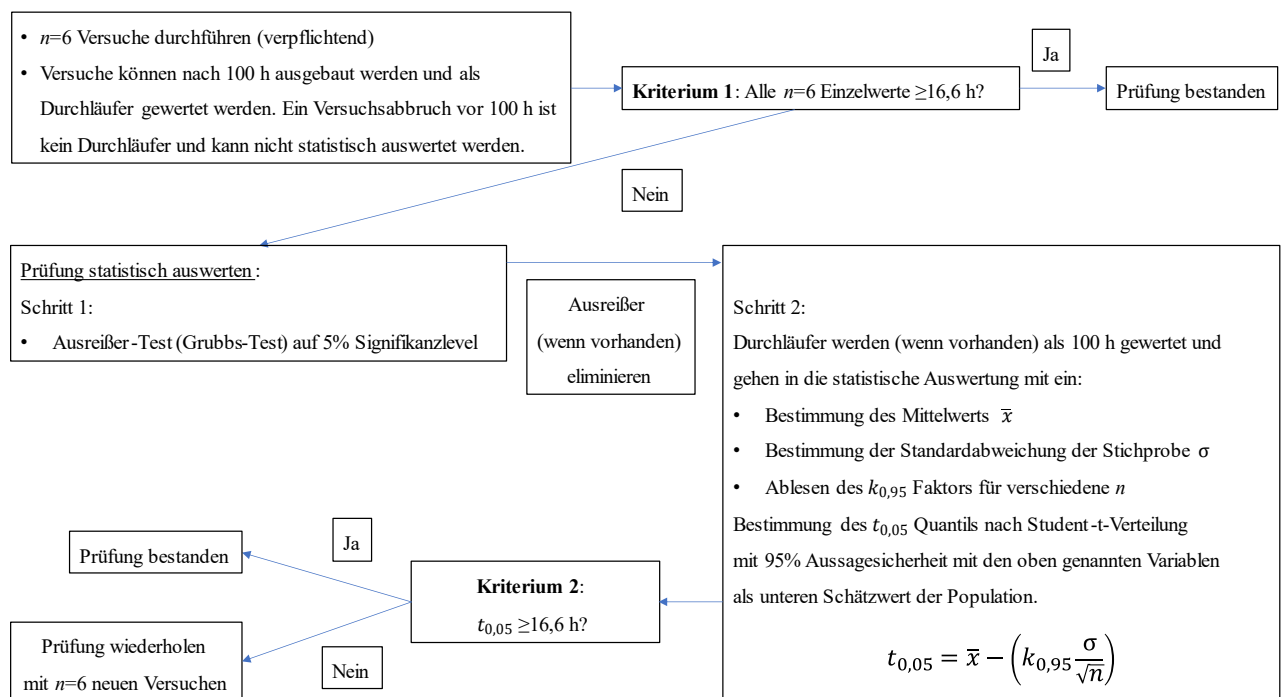 • n=6 Versuche durchführen (verpflichtend)
• Versuche können nach 100 h ausgebaut werden und als
Durchläufer gewertet werden. Ein Versuchsabbruch vor 100 h ist
kein Durchläufer und kann nicht statistisch auswertet werden.
Kriterium 1: Alle n=6 Einzelwerte ≥16,6 h?
Ja
Prüfung bestanden
Nein
Prüfung statistisch auswerten:
Schritt 1:
• Ausreißer-Test (Grubbs-Test) auf 5% Signifikanzlevel
Ausreißer
(wenn vorhanden)
eliminieren
Schritt 2:
Durchläufer werden (wenn vorhanden) als 100 h gewertet und
gehen in die statistische Auswertung mit ein:
• Bestimmung des Mittelwerts x̅
• Bestimmung der Standardabweichung der Stichprobe σ
• Ablesen des k0,95 Faktors für verschiedene n
Bestimmung des t0,05 Quantils nach Student-t-Verteilung
mit 95% Aussagesicherheit mit den oben genannten Variablen
als unteren Schätzwert der Population.
t0,05 = x̅ − (k0,95 σ/√n)
Kriterium 2:
t0,05 ≥16,6 h?
Ja
Prüfung bestanden
Nein
Prüfung wiederholen
mit n=6 neuen Versuchen